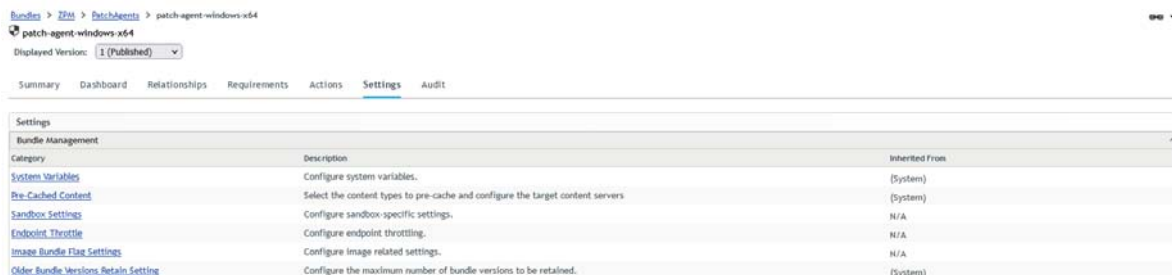 Bundles > ZPM > PatchAgents > patch-agent-windows-x64
patch-agent-windows-x64
Displayed Version: 1 (Published)
Summary Dashboard Relationships Requirements Actions Settings Audit
Settings
Bundle Management
Category Description Inherited From
System Variables Configure system variables. (System)
Pre-Cached Content Select the content types to pre-cache and configure the target content servers (System)
Sandbox Settings Configure sandbox-specific settings. N/A
Endpoint Throttle Configure endpoint throttling. N/A
Image Bundle Flag Settings Configure image related settings. N/A
Older Bundle Versions Retain Setting Configure the maximum number of bundle versions to be retained. (System)